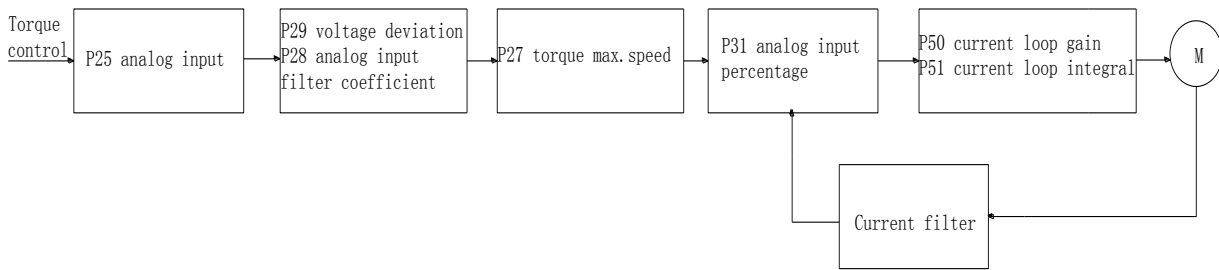 Torque
control
P25 analog input
P29 voltage deviation
P28 analog input
filter coefficient
P27 torque max.speed
P31 analog input
percentage
P50 current loop gain
P51 current loop integral
M
Current filter